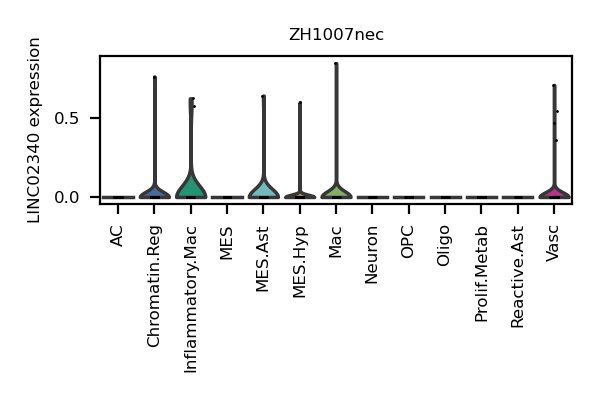 ZH1007nec
LINC02340 expression
0.5
0.0
AC
Chromatin.Reg
Inflammatory.Mac
MES
MES.Ast
MES.Hyp
Mac
Neuron
OPC
Oligo
Prolif.Metab
Reactive.Ast
Vasc